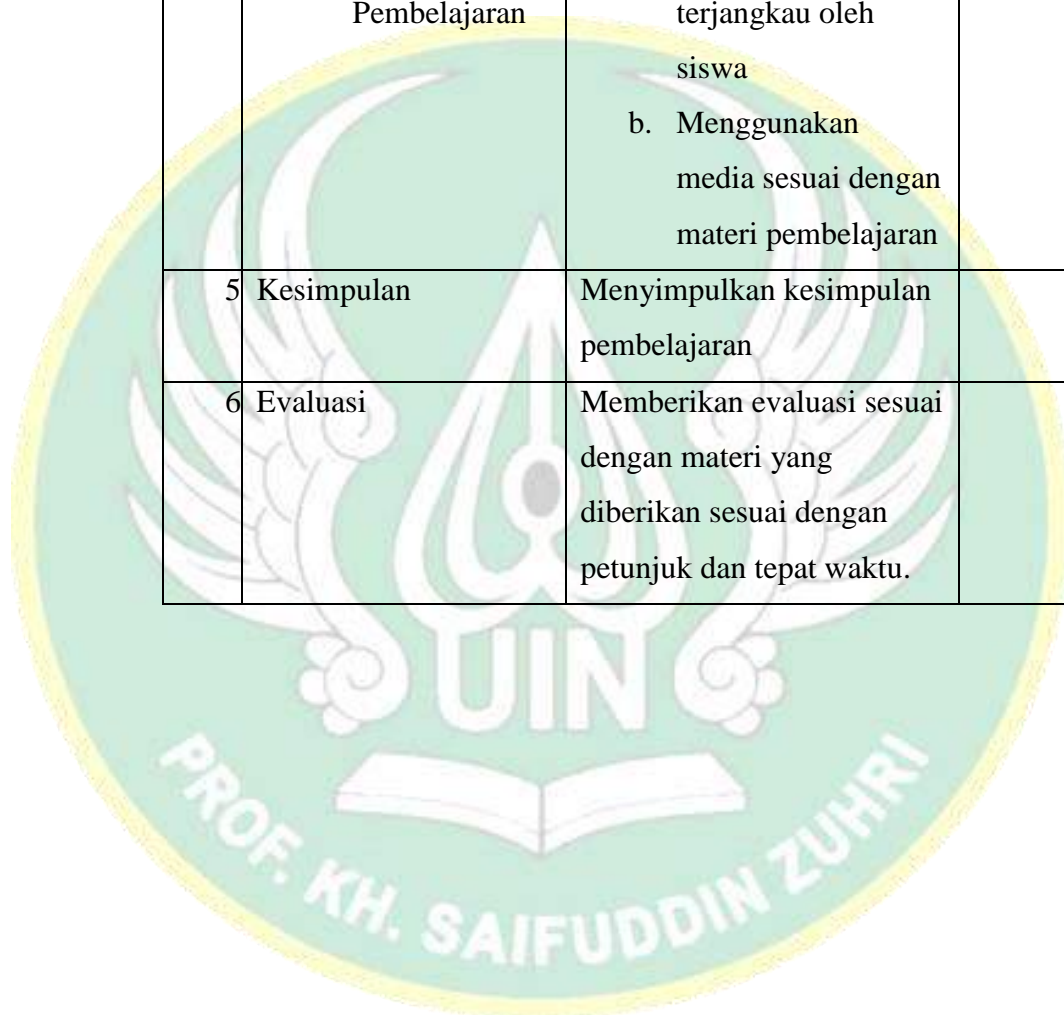 Pembelajaran
terjangkau oleh
siswa
b. Menggunakan
media sesuai dengan
materi pembelajaran
5 Kesimpulan
Menyimpulkan kesimpulan
pembelajaran
6 Evaluasi
Memberikan evaluasi sesuai
dengan materi yang
diberikan sesuai dengan
petunjuk dan tepat waktu.
UIN
PROF. KH. SAIFUDDIN ZUHRI